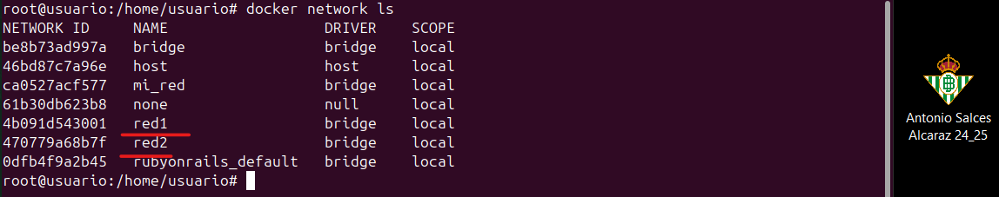 root@usuario:/home/usuario# docker network ls
NETWORK ID     NAME                  DRIVER    SCOPE
be8b73ad997a   bridge                bridge    local
46bd87c7a96e   host                  host      local
ca0527acf577   mi_red                bridge    local
61b30db623b8   none                  null      local
4b091d543001   red1                  bridge    local
470779a68b7f   red2                  bridge    local
0dfb4f9a2b45   rubyonrails_default   bridge    local
root@usuario:/home/usuario#
Antonio Salces
Alcaraz 24_25